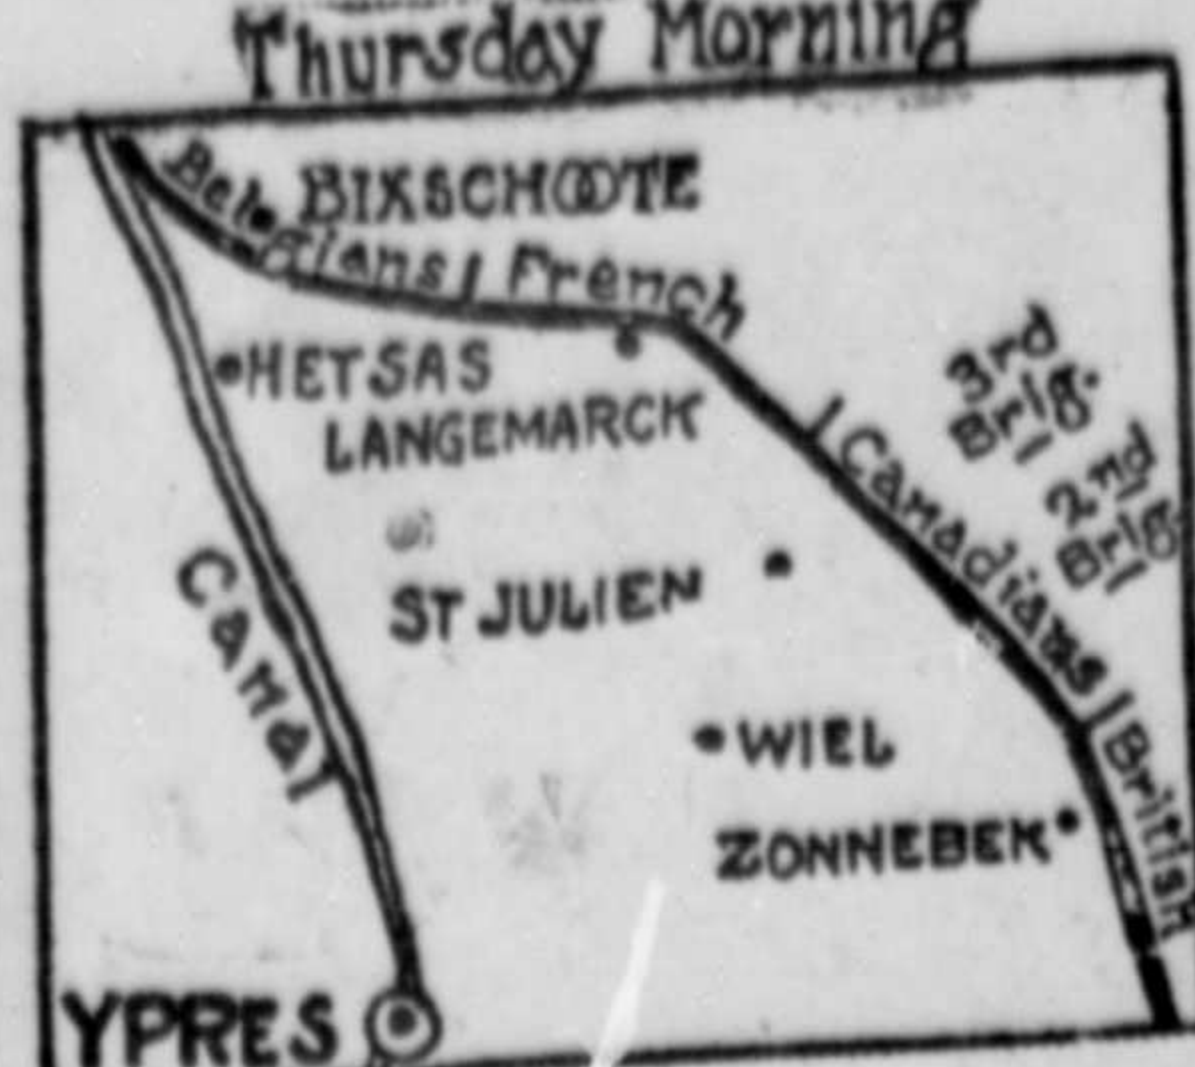 Thursday Morning
Belgians
BIXSCHOOTE
French
HETSAS
LANGEMARCK
3rd
Brig.
2nd
Brig.
Canadians
ST JULIEN
Canal
WIEL
British
ZONNEBEK
YPRES